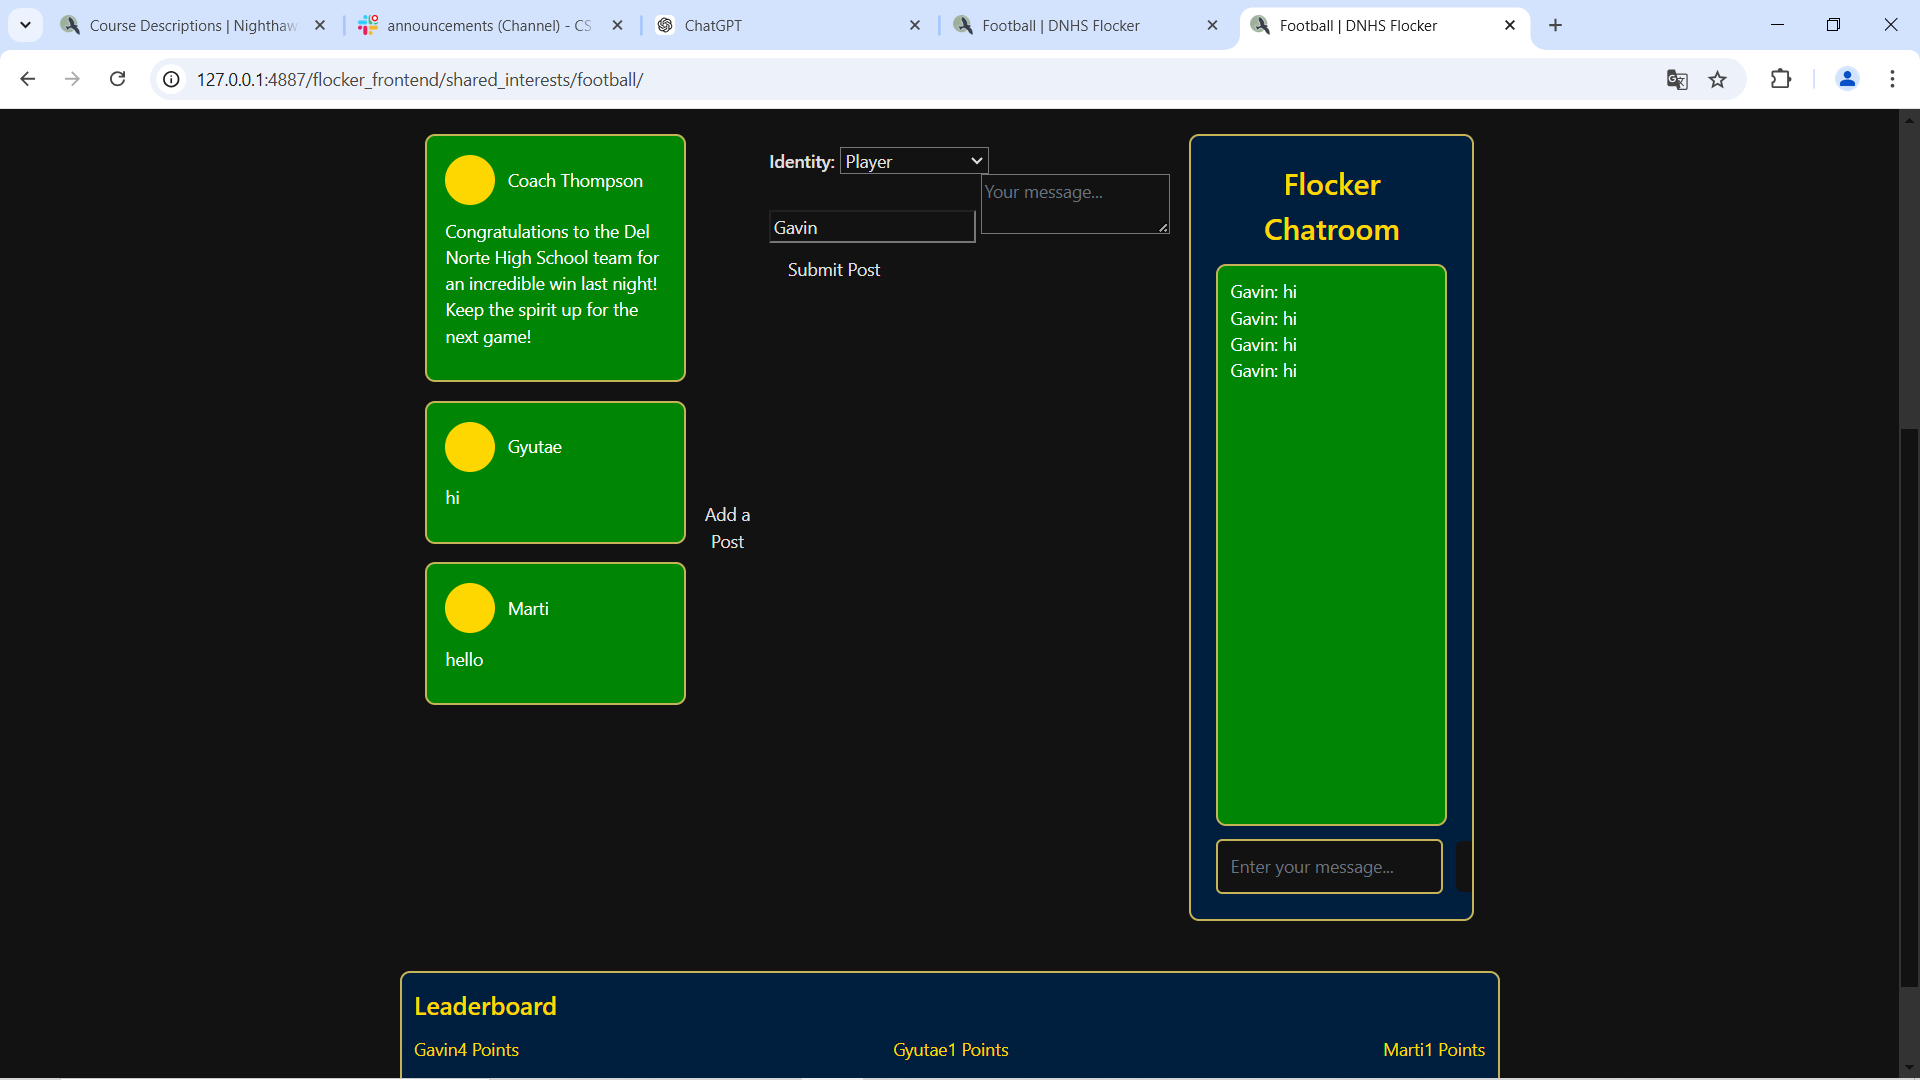 Course Descriptions | Nighthaw
announcements (Channel) - CS
ChatGPT
Football | DNHS Flocker
Football | DNHS Flocker
127.0.0.1:4887/flocker_frontend/shared_interests/football/
Coach Thompson
Congratulations to the Del
Norte High School team for
an incredible win last night!
Keep the spirit up for the
next game!
Gyutae
hi
Marti
hello
Add a
Post
Identity: Player
Your message...
Gavin
Submit Post
Flocker
Chatroom
Gavin: hi
Gavin: hi
Gavin: hi
Gavin: hi
Enter your message...
Leaderboard
Gavin4 Points
Gyutae1 Points
Marti1 Points